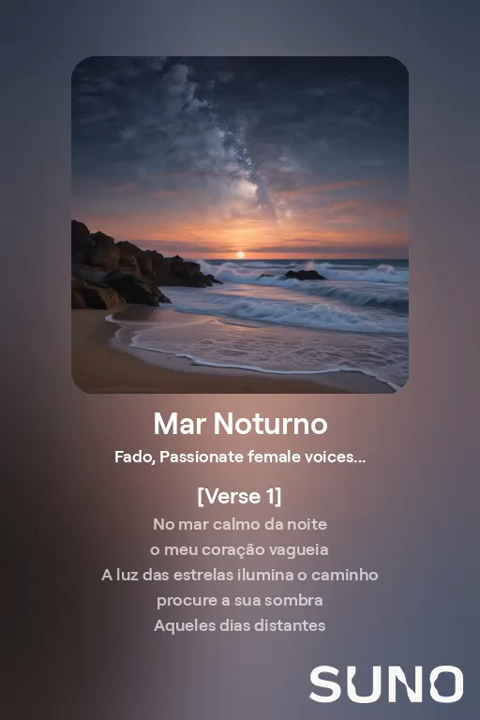 Mar Noturno
Fado, Passionate female voices...
[Verse 1]
No mar calmo da noite
o meu coração vagueia
A luz das estrelas ilumina o caminho
procure a sua sombra
Aqueles dias distantes
SUNO